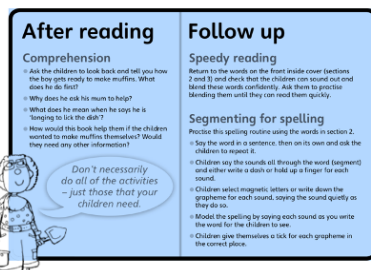 After reading
Comprehension
Ask the children to look back and tell you how
the boy gets ready to make muffins. What
does he do first?
Why does he ask his mum to help?
What does he mean when he says he is
'longing to lick the dish'?
How would this book help them if the children
wanted to make muffins themselves? Would
they need any other information?
Don't necessarily
do all of the activities
– just those that your
children need.
Follow up
Speedy reading
Return to the words on the front inside cover (sections
2 and 3) and check that the children can sound out and
blend these words confidently. Ask them to practise
blending them until they can read them quickly.
Segmenting for spelling
Practise this spelling routine using the words in section 2.
Say the word in a sentence, then on its own and ask the
children to repeat it.
Children say the sounds all through the word (segment)
and either write a dash or hold up a finger for each
sound.
Children select magnetic letters or write down the
grapheme for each sound, saying the sound quietly as
they do so.
Model the spelling by saying each sound as you write
the word for the children to see.
Children give themselves a tick for each grapheme in
the correct place.